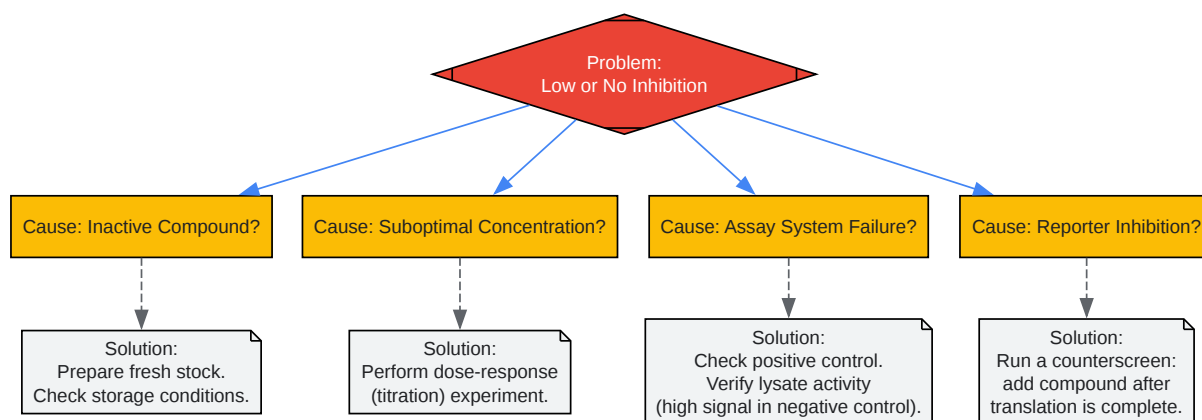 Problem:
Low or No Inhibition
Cause: Inactive Compound?
Cause: Suboptimal Concentration?
Cause: Assay System Failure?
Cause: Reporter Inhibition?
Solution:
Prepare fresh stock.
Check storage conditions.
Solution:
Perform dose-response
(titration) experiment.
Solution:
Check positive control.
Verify lysate activity
(high signal in negative control).
Solution:
Run a counterscreen:
add compound after
translation is complete.